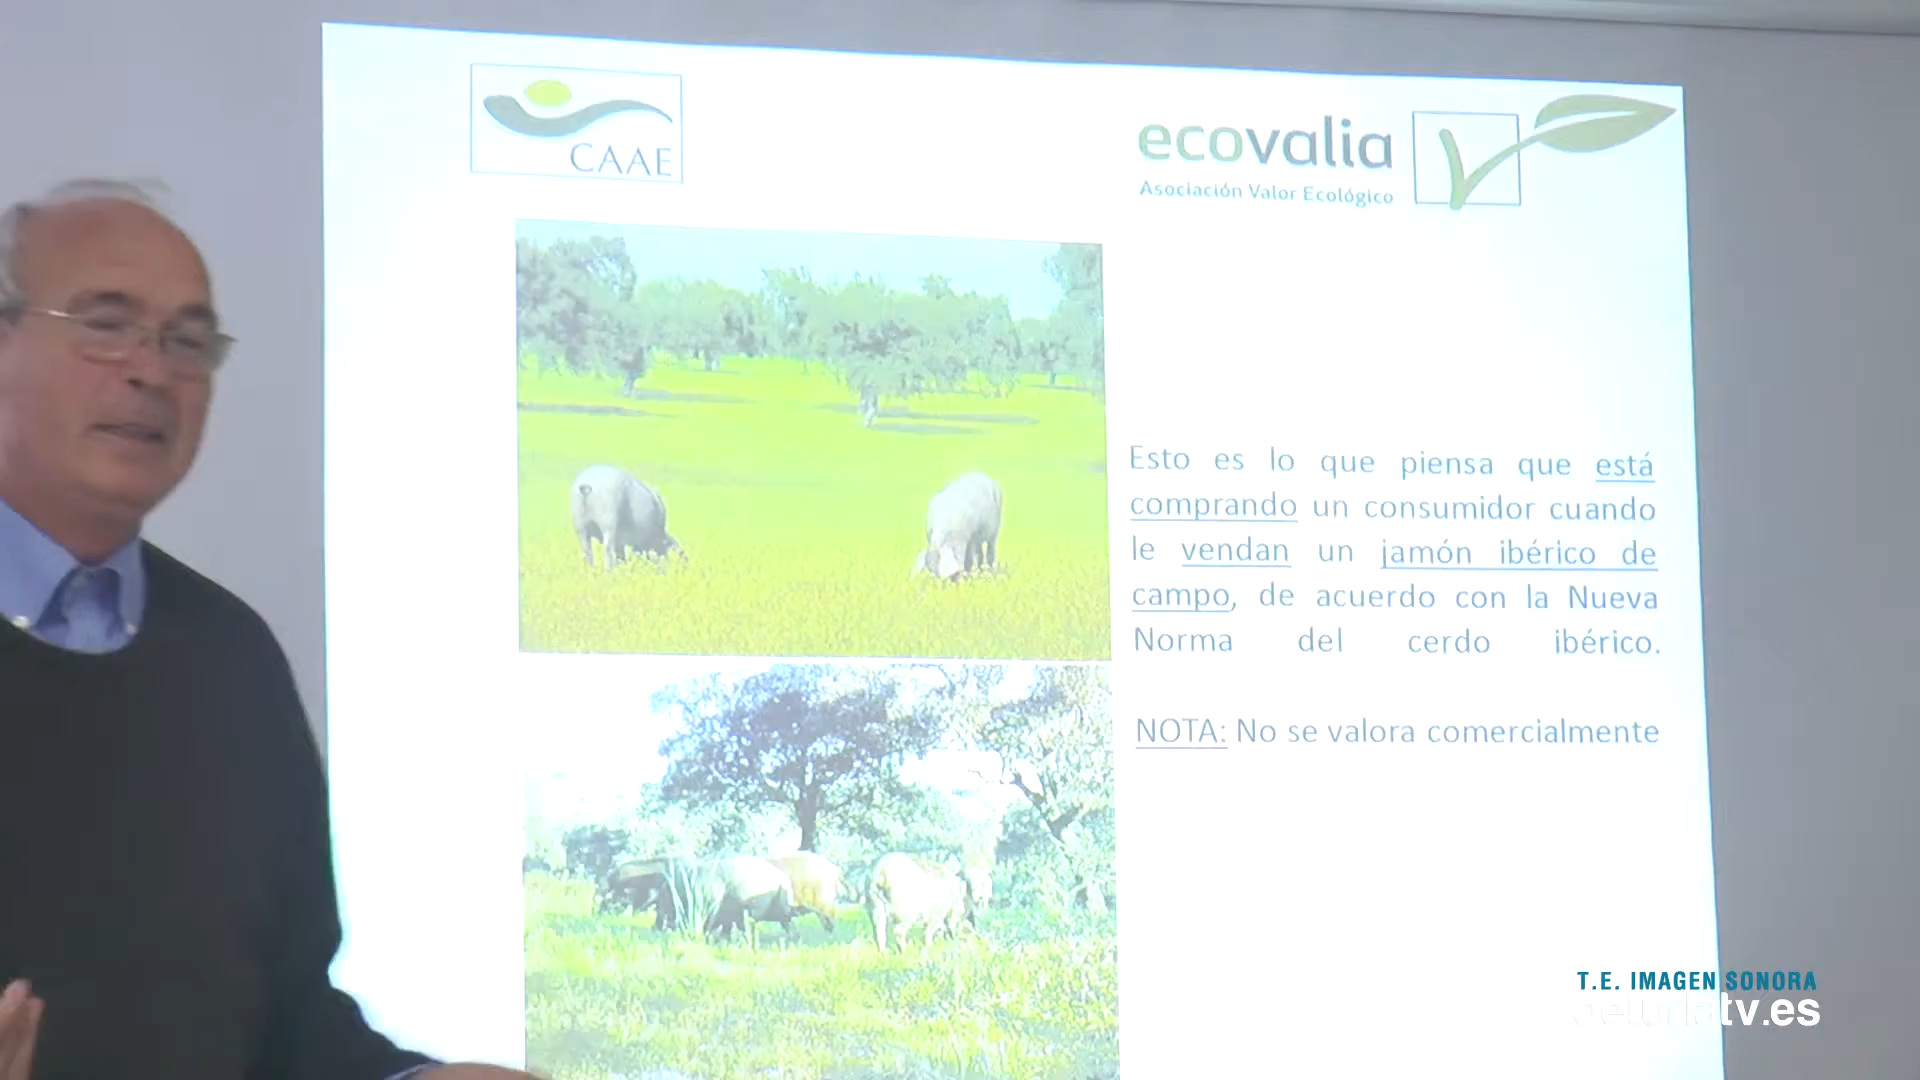 CAAE
ecovalia
Asociación Valor Ecológico
Esto es lo que piensa que está
comprando un consumidor cuando
le vendan un jamón ibérico de
campo, de acuerdo con la Nueva
Norma del cerdo ibérico.
NOTA: No se valora comercialmente
T.E. IMAGEN SONORA
tv.es